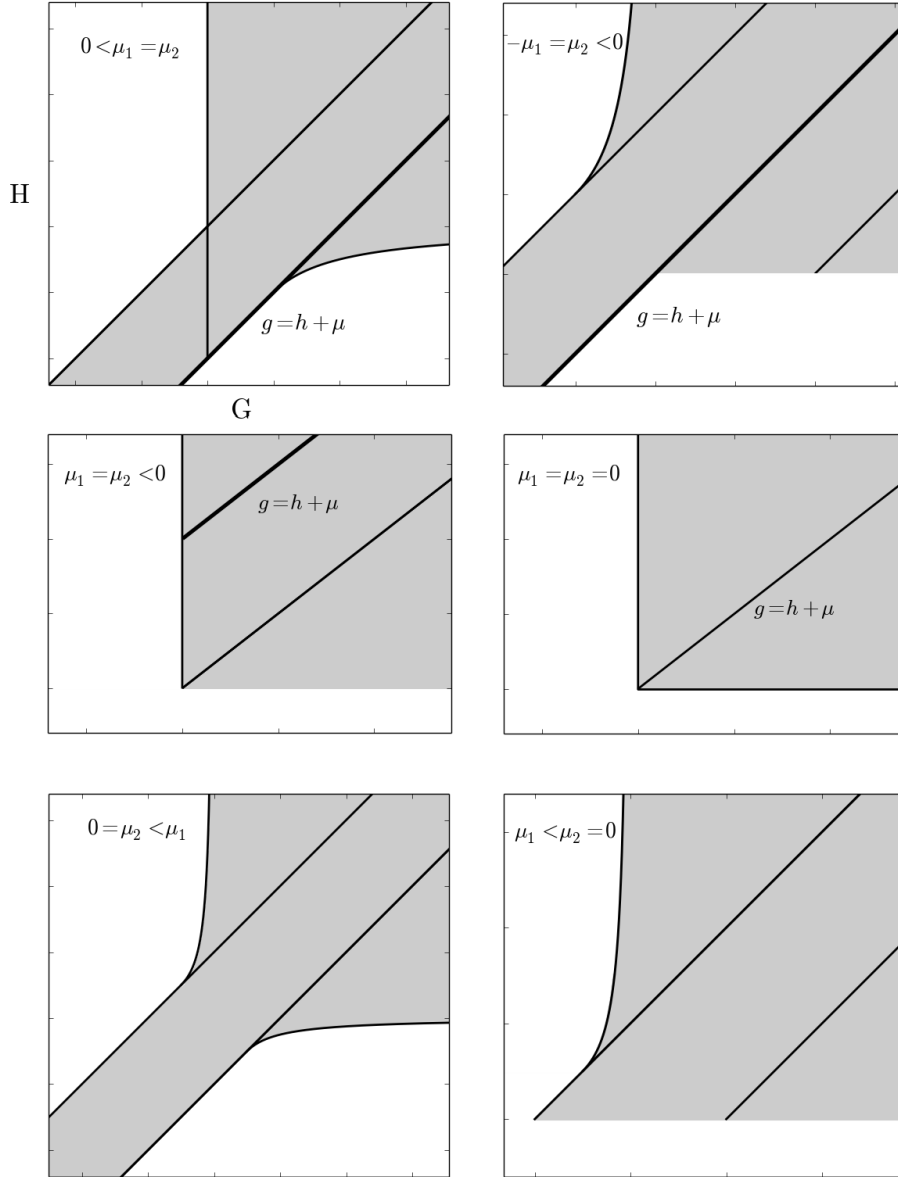 0 < μ₁ = μ₂
−μ₁ = μ₂ < 0
H
g = h + μ
g = h + μ
G
μ₁ = μ₂ < 0
g = h + μ
μ₁ = μ₂ = 0
g = h + μ
0 = μ₂ < μ₁
μ₁ < μ₂ = 0